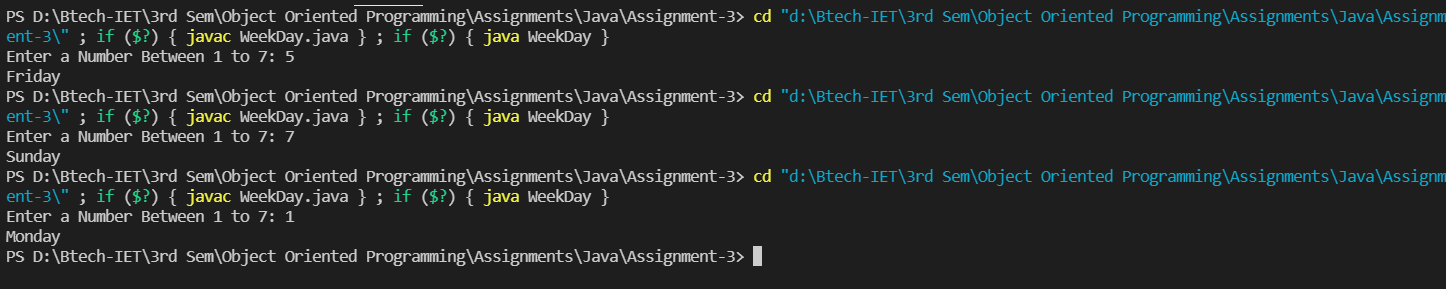 PS D:\Btech-IET\3rd Sem\Object Oriented Programming\Assignments\Java\Assignment-3> cd "d:\Btech-IET\3rd Sem\Object Oriented Programming\Assignments\Java\Assignm
ent-3\" ; if ($?) { javac WeekDay.java } ; if ($?) { java WeekDay }
Enter a Number Between 1 to 7: 5
Friday
PS D:\Btech-IET\3rd Sem\Object Oriented Programming\Assignments\Java\Assignment-3> cd "d:\Btech-IET\3rd Sem\Object Oriented Programming\Assignments\Java\Assignm
ent-3\" ; if ($?) { javac WeekDay.java } ; if ($?) { java WeekDay }
Enter a Number Between 1 to 7: 7
Sunday
PS D:\Btech-IET\3rd Sem\Object Oriented Programming\Assignments\Java\Assignment-3> cd "d:\Btech-IET\3rd Sem\Object Oriented Programming\Assignments\Java\Assignm
ent-3\" ; if ($?) { javac WeekDay.java } ; if ($?) { java WeekDay }
Enter a Number Between 1 to 7: 1
Monday
PS D:\Btech-IET\3rd Sem\Object Oriented Programming\Assignments\Java\Assignment-3>